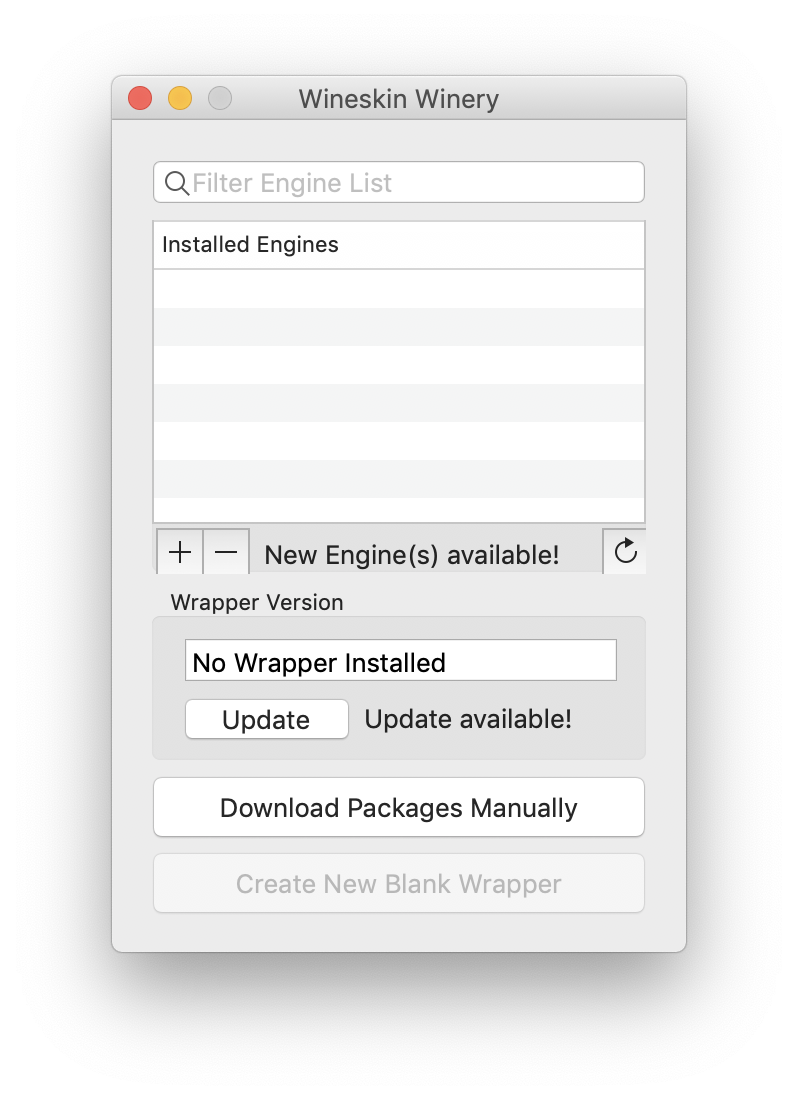 Wineskin Winery
Filter Engine List
Installed Engines
New Engine(s) available!
Wrapper Version
No Wrapper Installed
Update Update available!
Download Packages Manually
Create New Blank Wrapper